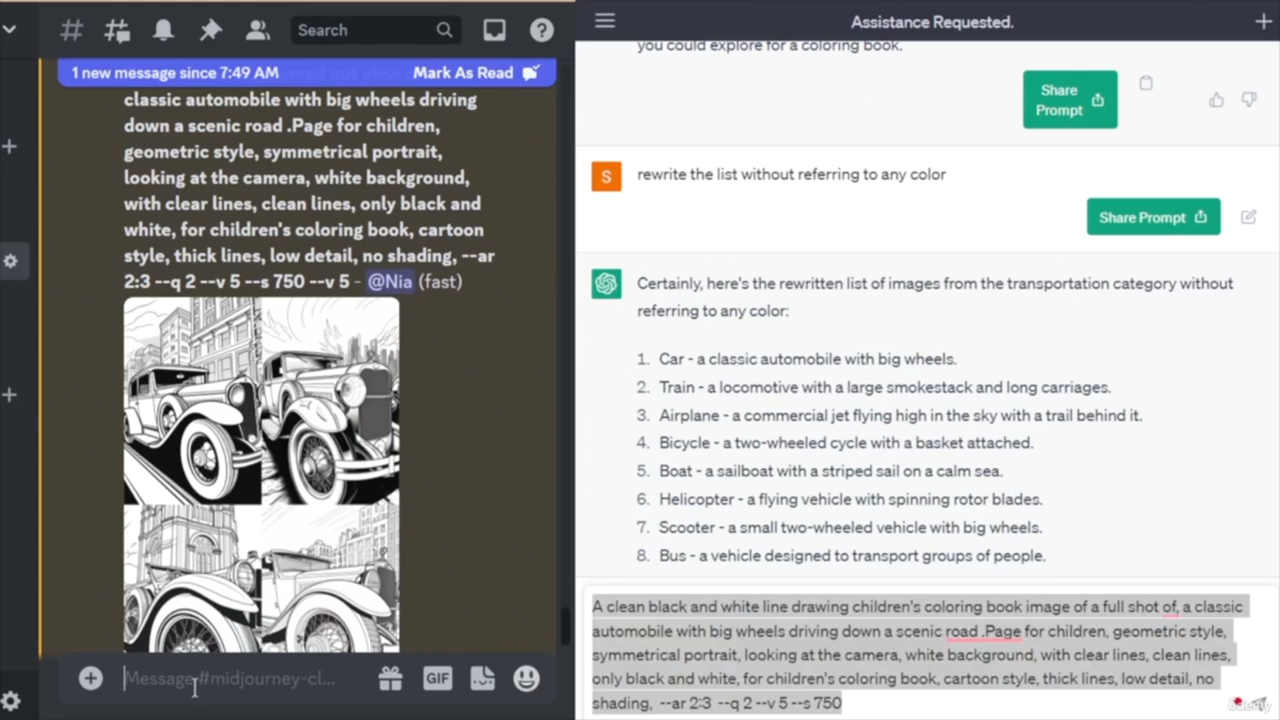 Search
1 new message since 7:49 AM
Mark As Read
classic automobile with big wheels driving
down a scenic road .Page for children,
geometric style, symmetrical portrait,
looking at the camera, white background,
with clear lines, clean lines, only black and
white, for children's coloring book, cartoon
style, thick lines, low detail, no shading, --ar
2:3 --q 2 --v 5 --s 750 --v 5 - @Nia (fast)
Message #midjourney-cl...
GIF
Assistance Requested.
you could explore for a coloring book.
Share
Prompt
S
rewrite the list without referring to any color
Share Prompt
Certainly, here's the rewritten list of images from the transportation category without
referring to any color:
1. Car - a classic automobile with big wheels.
2. Train - a locomotive with a large smokestack and long carriages.
3. Airplane - a commercial jet flying high in the sky with a trail behind it.
4. Bicycle - a two-wheeled cycle with a basket attached.
5. Boat - a sailboat with a striped sail on a calm sea.
6. Helicopter - a flying vehicle with spinning rotor blades.
7. Scooter - a small two-wheeled vehicle with big wheels.
8. Bus - a vehicle designed to transport groups of people.
A clean black and white line drawing children's coloring book image of a full shot of, a classic
automobile with big wheels driving down a scenic road .Page for children, geometric style,
symmetrical portrait, looking at the camera, white background, with clear lines, clean lines,
only black and white, for children's coloring book, cartoon style, thick lines, low detail, no
shading, --ar 2:3 --q 2 --v 5 --s 750
udemy